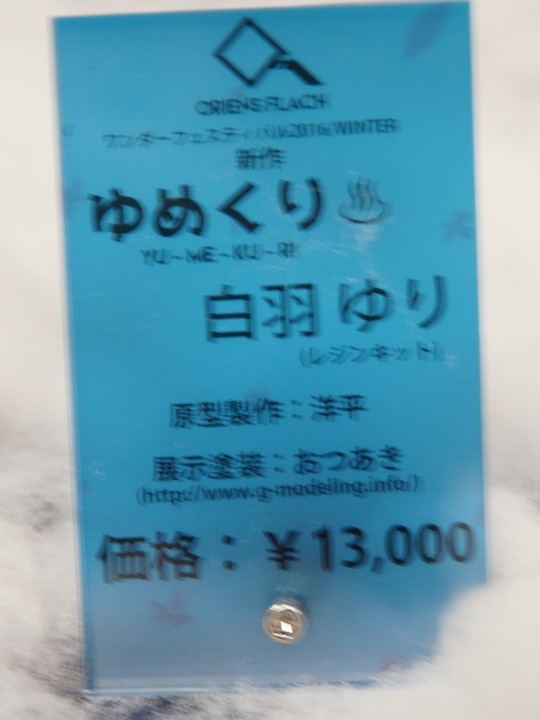 ORIENS:FLACH
ワンダーフェスティバル2016/WINTER
新作
ゆめくり♨
YU-ME-KU-RI
白羽 ゆり
(レジンキット)
原型製作：洋平
展示塗装：おつあき
(http://www.g-modeling.info/)
価格：￥13,000